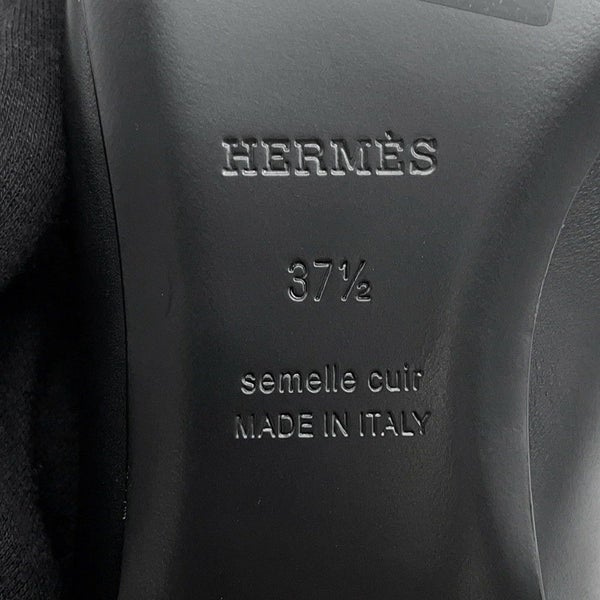 HERMÈS
37½
semelle cuir
MADE IN ITALY